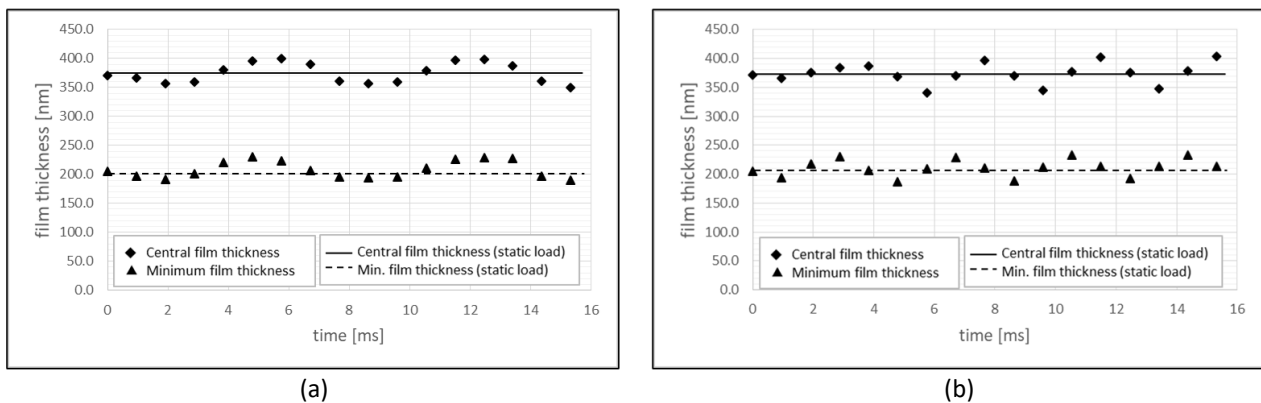 450.0
400.0
350.0
300.0
250.0
200.0
150.0
100.0
50.0
0.0
film thickness [nm]
Central film thickness
Minimum film thickness
Central film thickness (static load)
Min. film thickness (static load)
0 2 4 6 8 10 12 14 16
time [ms]
(a)
450.0
400.0
350.0
300.0
250.0
200.0
150.0
100.0
50.0
0.0
film thickness [nm]
Central film thickness
Minimum film thickness
Central film thickness (static load)
Min. film thickness (static load)
0 2 4 6 8 10 12 14 16
time [ms]
(b)